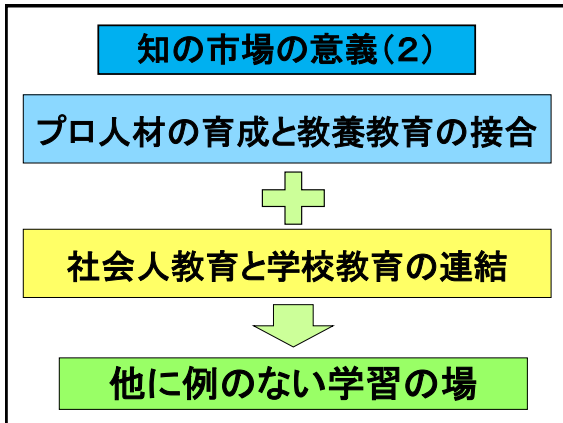 知の市場の意義(2)
プロ人材の育成と教養教育の接合
社会人教育と学校教育の連結
他に例のない学習の場